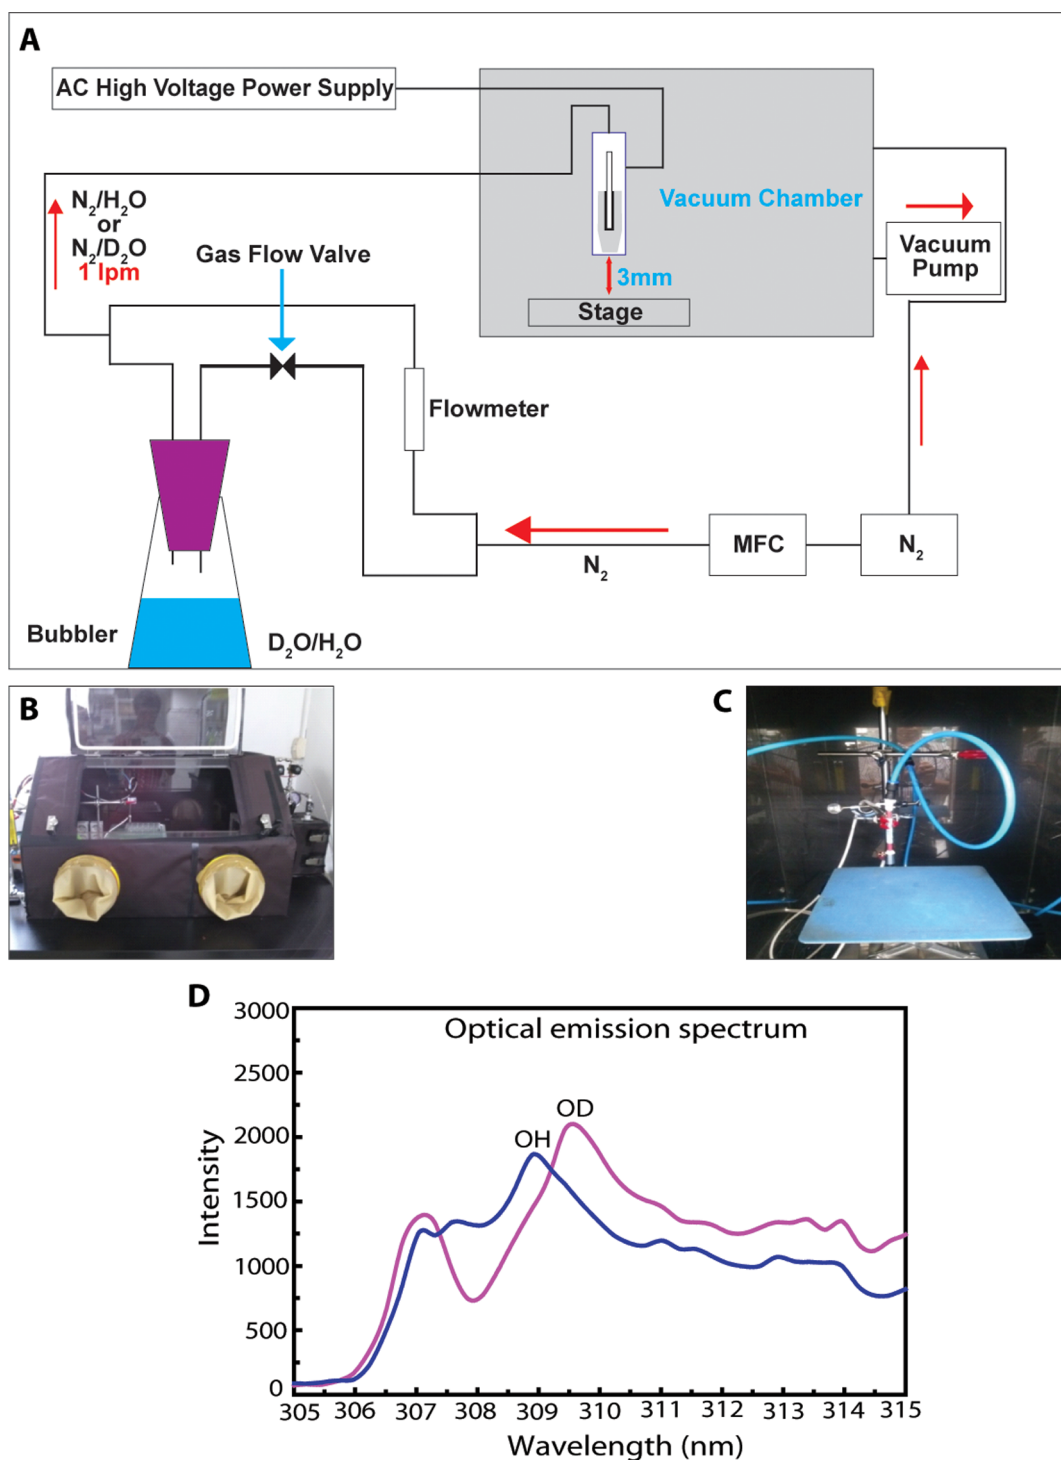 A
AC High Voltage Power Supply
N₂/H₂O
or
N₂/D₂O
1 lpm
Gas Flow Valve
Vacuum Chamber
Vacuum
Pump
3mm
Stage
Flowmeter
MFC
N₂
N₂
Bubbler
D₂O/H₂O
B
C
D
Optical emission spectrum
OD
OH
Intensity
3000
2500
2000
1500
1000
500
0
305 306 307 308 309 310 311 312 313 314 315
Wavelength (nm)